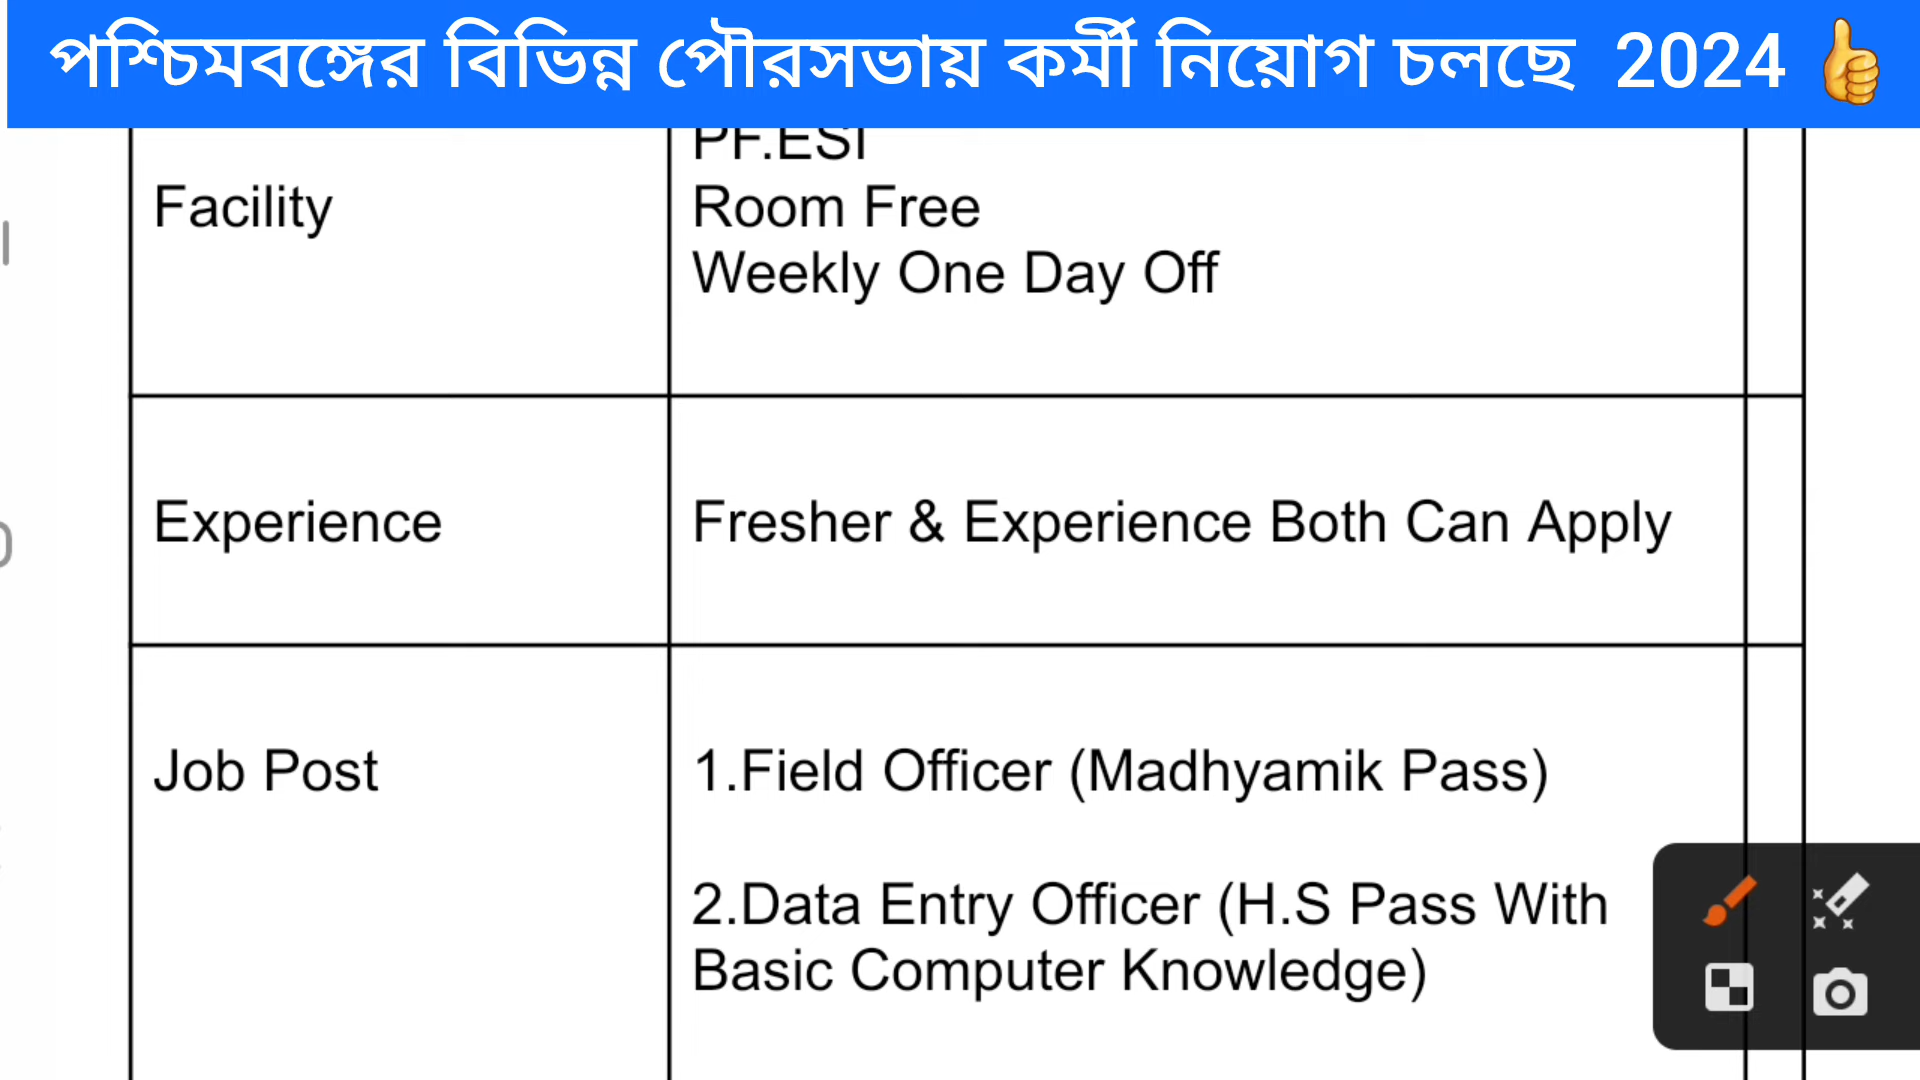 পশ্চিমবঙ্গের বিভিন্ন পৌরসভায় কর্মী নিয়োগ চলছে 2024 👍
PF.ESI
Facility Room Free
Weekly One Day Off
Experience Fresher & Experience Both Can Apply
Job Post 1.Field Officer (Madhyamik Pass)
2.Data Entry Officer (H.S Pass With
Basic Computer Knowledge)